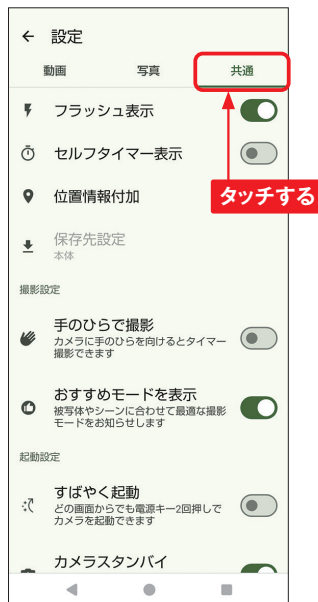 ← 設定
動画 写真 共通
フラッシュ表示
セルフタイマー表示
位置情報付加
タッチする
保存先設定
本体
撮影設定
手のひらで撮影
カメラに手のひらを向けるとタイマー
撮影できます
おすすめモードを表示
被写体やシーンに合わせて最適な撮影
モードをお知らせします
起動設定
すばやく起動
どの画面からでも電源キー2回押しで
カメラを起動できます
カメラスタンバイ